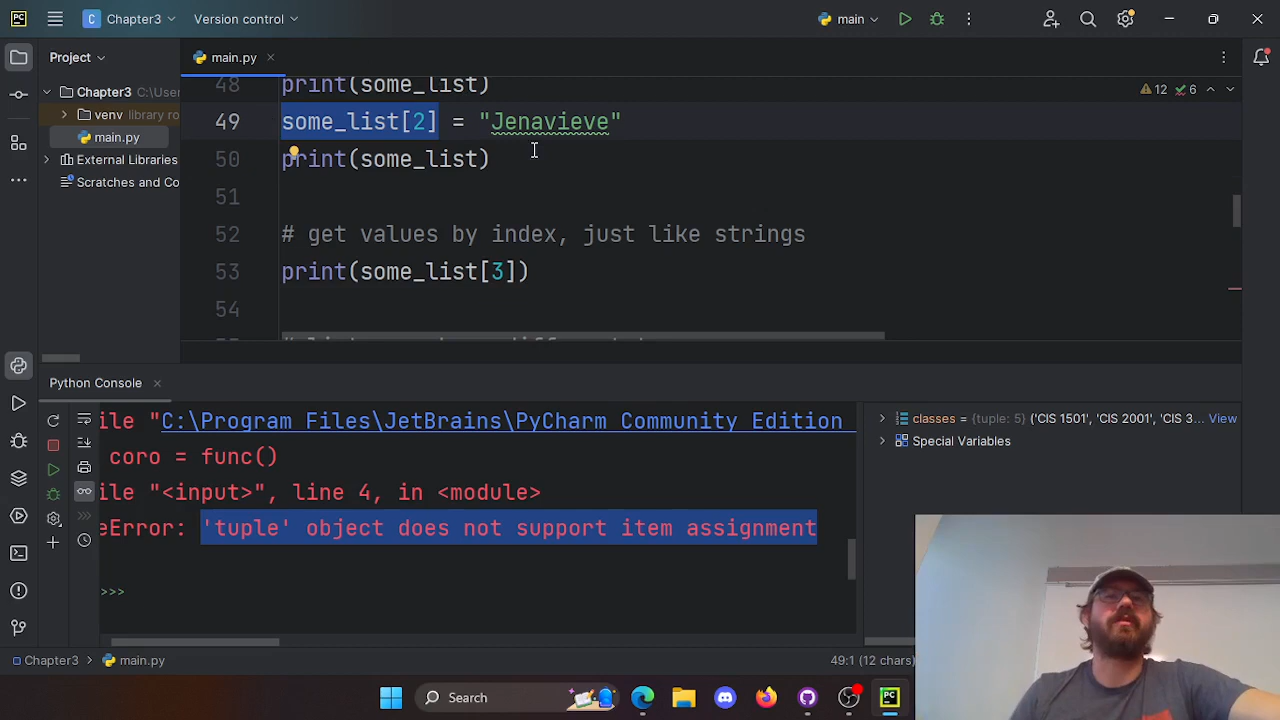 Chapter3
Version control
main
Project
main.py
Chapter3 C:\Us
venv library ro
main.py
External Libraries
Scratches and Co
12 6
48 print(some_list)
49 some_list[2] = "Jenavieve"
50 print(some_list)
51
52 # get values by index, just like strings
53 print(some_list[3])
54
Python Console
ile "C:\Program Files\JetBrains\PyCharm Community Edition
coro = func()
ile "<input>", line 4, in <module>
eError: 'tuple' object does not support item assignment
>>>
classes = {tuple: 5} ('CIS 1501', 'CIS 2001', 'CIS 3... View
Special Variables
Chapter3 main.py
49:1 (12 chars)
Search